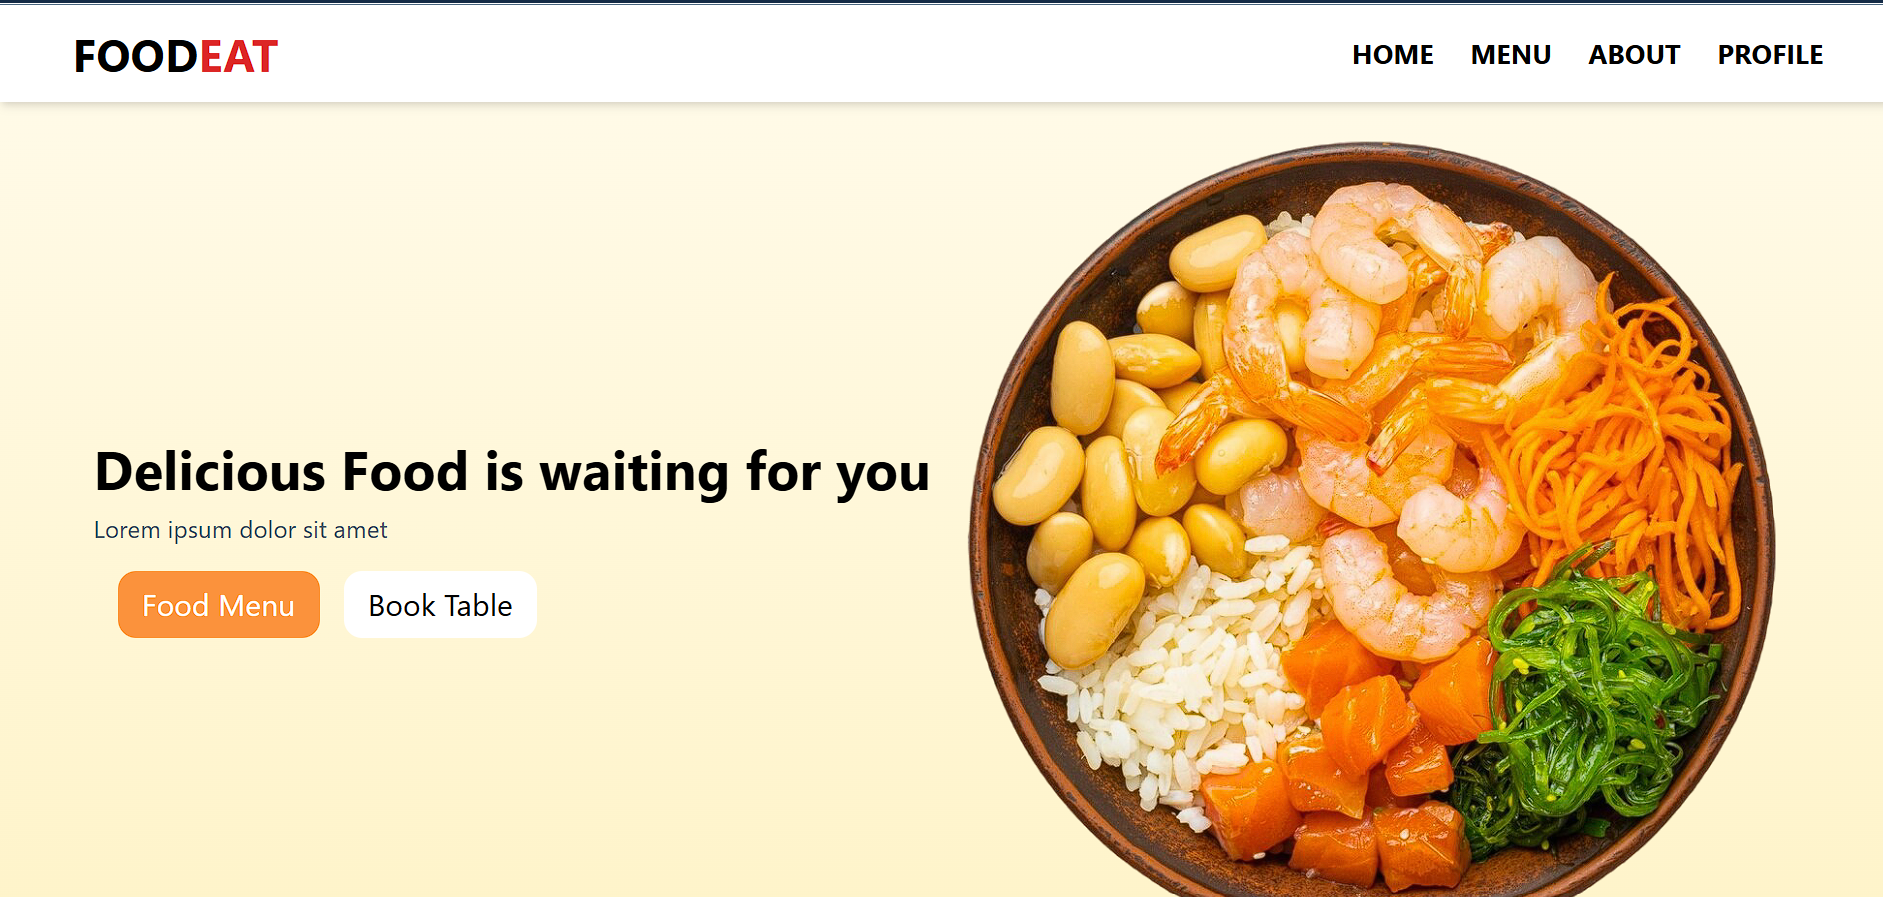 FOODEAT
HOME MENU ABOUT PROFILE
Delicious Food is waiting for you
Lorem ipsum dolor sit amet
Food Menu
Book Table